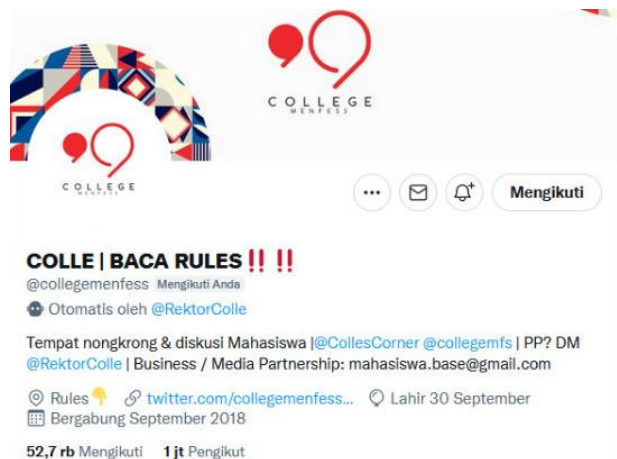 COLLEGE
MENFESS
COLLEGE
MENFESS
Mengikuti
COLLE | BACA RULES‼️ ‼️
@collegemenfess Mengikuti Anda
Otomatis oleh @RektorColle
Tempat nongkrong & diskusi Mahasiswa |@CollesCorner @collegemfs | PP? DM
@RektorColle | Business / Media Partnership: mahasiswa.base@gmail.com
Rules👇 twitter.com/collegemenfess... Lahir 30 September
Bergabung September 2018
52,7 rb Mengikuti 1 jt Pengikut